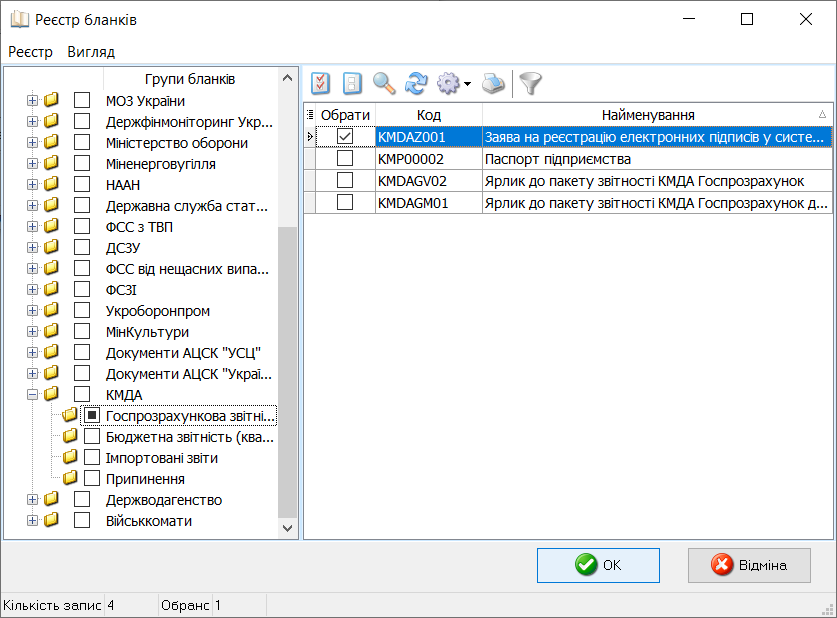 Реєстр бланків
Реєстр Вигляд
Групи бланків
МОЗ України
Держфінмоніторинг Укр...
Міністерство оборони
Міненерговугілля
НААН
Державна служба стат...
ФСС з ТВП
ДСЗУ
ФСС від нещасних випа...
ФСЗІ
Укроборонпром
МінКультури
Документи АЦСК "УСЦ"
Документи АЦСК "Украї...
КМДА
Госпрозрахункова звітні...
Бюджетна звітність (ква...
Імпортовані звіти
Припинення
Держводагенство
Військкомати
Обрати Код Найменування
KMDAZ001 Заява на реєстрацію електронних підписів у систе...
KMP00002 Паспорт підприємства
KMDAGV02 Ярлик до пакету звітності КМДА Госпрозрахунок
KMDAGM01 Ярлик до пакету звітності КМДА Госпрозрахунок д...
OK Відміна
Кількість запис 4 Обранс 1